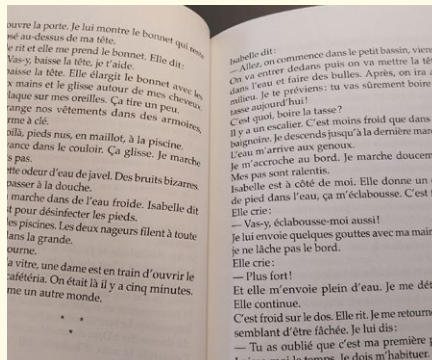 ouvre la porte. Je lui montre le bonnet qui reste
posé au-dessus de ma tête.
e rit et elle me prend le bonnet. Elle dit:
Vas-y, baisse la tête, je t'aide.
baisse la tête. Elle élargit le bonnet avec les
x mains et le glisse autour de mes cheveux,
laque sur mes oreilles. Ça tire un peu.
range nos vêtements dans des armoires,
rme à clé.
oilà, pieds nus, en maillot, à la piscine.
vance dans le couloir. Ça glisse. Je marche
s pas.
tte odeur d'eau de javel. Des bruits bizarres.
passer à la douche.
marche dans de l'eau froide. Isabelle dit
st pour désinfecter les pieds.
les piscines. Les deux nageurs filent à toute
dans la grande.
ourne.
a vitre, une dame est en train d'ouvrir le
cafétéria. On était là il y a cinq minutes.
me un autre monde.
* * *
Isabelle dit:
— Allez, on commence dans le petit bassin, viens
On va entrer dedans puis on va mettre la tê
dans l'eau et faire des bulles. Après, on ira a
milieu. Je te préviens: tu vas sûrement boire
tasse aujourd'hui!
C'est quoi, boire la tasse?
Il y a un escalier. C'est moins froid que dans
baignoire. Je descends jusqu'à la dernière mar
L'eau m'arrive aux genoux.
Je m'accroche au bord. Je marche doucem
Mes pas sont ralentis.
Isabelle est à côté de moi. Elle donne un
de pied dans l'eau, ça m'éclabousse. C'est
Elle crie:
— Vas-y, éclabousse-moi aussi!
Je lui envoie quelques gouttes avec ma main
je ne lâche pas le bord.
Elle crie:
— Plus fort!
Et elle m'envoie plein d'eau. Je me dé
Elle continue.
C'est froid sur le dos. Elle rit. Je me retourne
semblant d'être fâchée. Je lui dis:
— Tu as oublié que c'est ma première p
le temps. Je dois m'habituer.